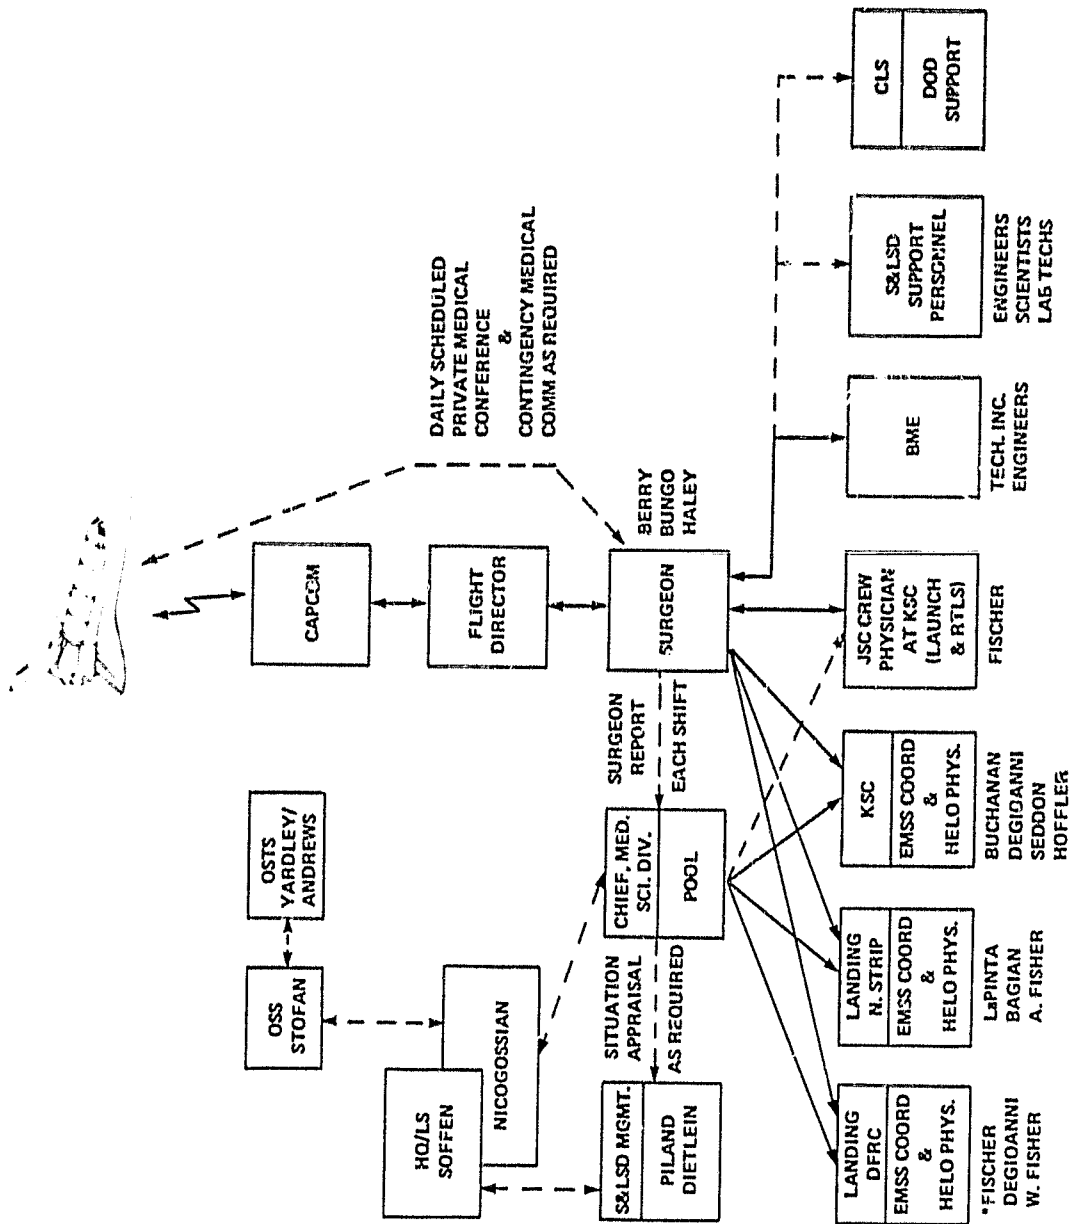 OSTS
YARDLEY/
ANDREWS
OSS
STOFAN
HQ/LS
SOFFEN
NICOGOSSIAN
CAPCOM
FLIGHT
DIRECTOR
DAILY SCHEDULED
PRIVATE MEDICAL
CONFERENCE
&
CONTINGENCY MEDICAL
COMM AS REQUIRED
S&LSD MGMT.
PILAND
DIETLEIN
SITUATION
APPRAISAL
AS REQUIRED
CHIEF, MED.
SCI. DIV.
POOL
SURGEON
REPORT
EACH SHIFT
SURGEON
BERRY
BUNGO
HALEY
LANDING
DFRC
EMSS COORD
&
HELO PHYS.
*FISCHER
DEGIOANNI
W. FISHER
LANDING
N. STRIP
EMSS COORD
&
HELO PHYS.
LaPINTA
BAGIAN
A. FISHER
KSC
EMSS COORD
&
HELO PHYS.
BUCHANAN
DEGIOANNI
SEDDON
HOFFLER
JSC CREW
PHYSICIAN
AT KSC
(LAUNCH
& RTLS)
FISCHER
BME
TECH. INC.
ENGINEERS
S&LSD
SUPPORT
PERSONNEL
ENGINEERS
SCIENTISTS
LAB TECHS
CLS
DOD
SUPPORT